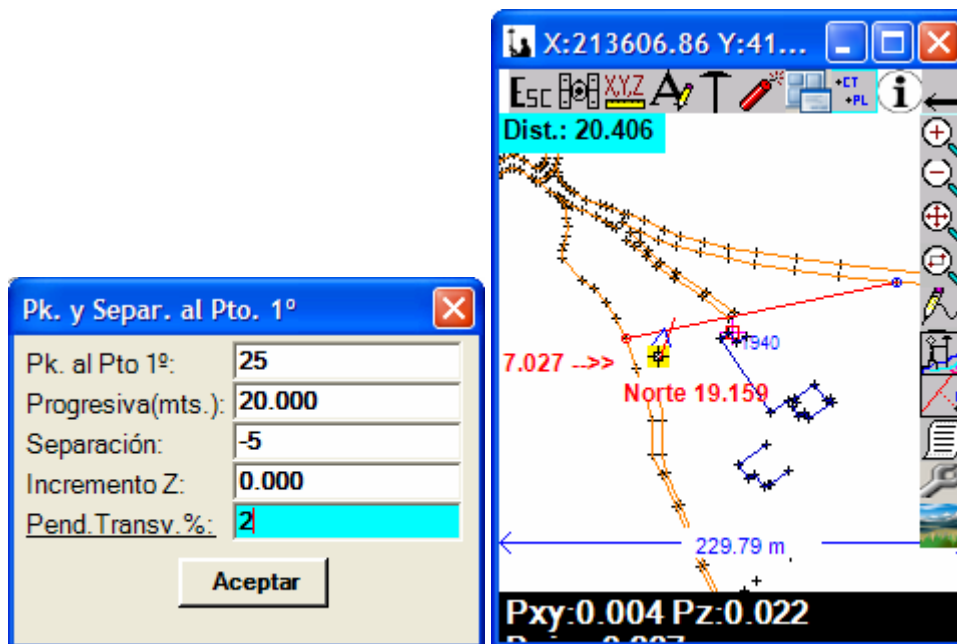 Pk. y Separ. al Pto. 1º
Pk. al Pto 1º: 25
Progresiva(mts.): 20.000
Separación: -5
Incremento Z: 0.000
Pend.Transv.%: 2
Aceptar
X:213606.86 Y:41...
Esc X,Y,Z A T +CT +PL i
Dist.: 20.406
1940
7.027 -->>
Norte 19.159
229.79 m
Pxy:0.004 Pz:0.022